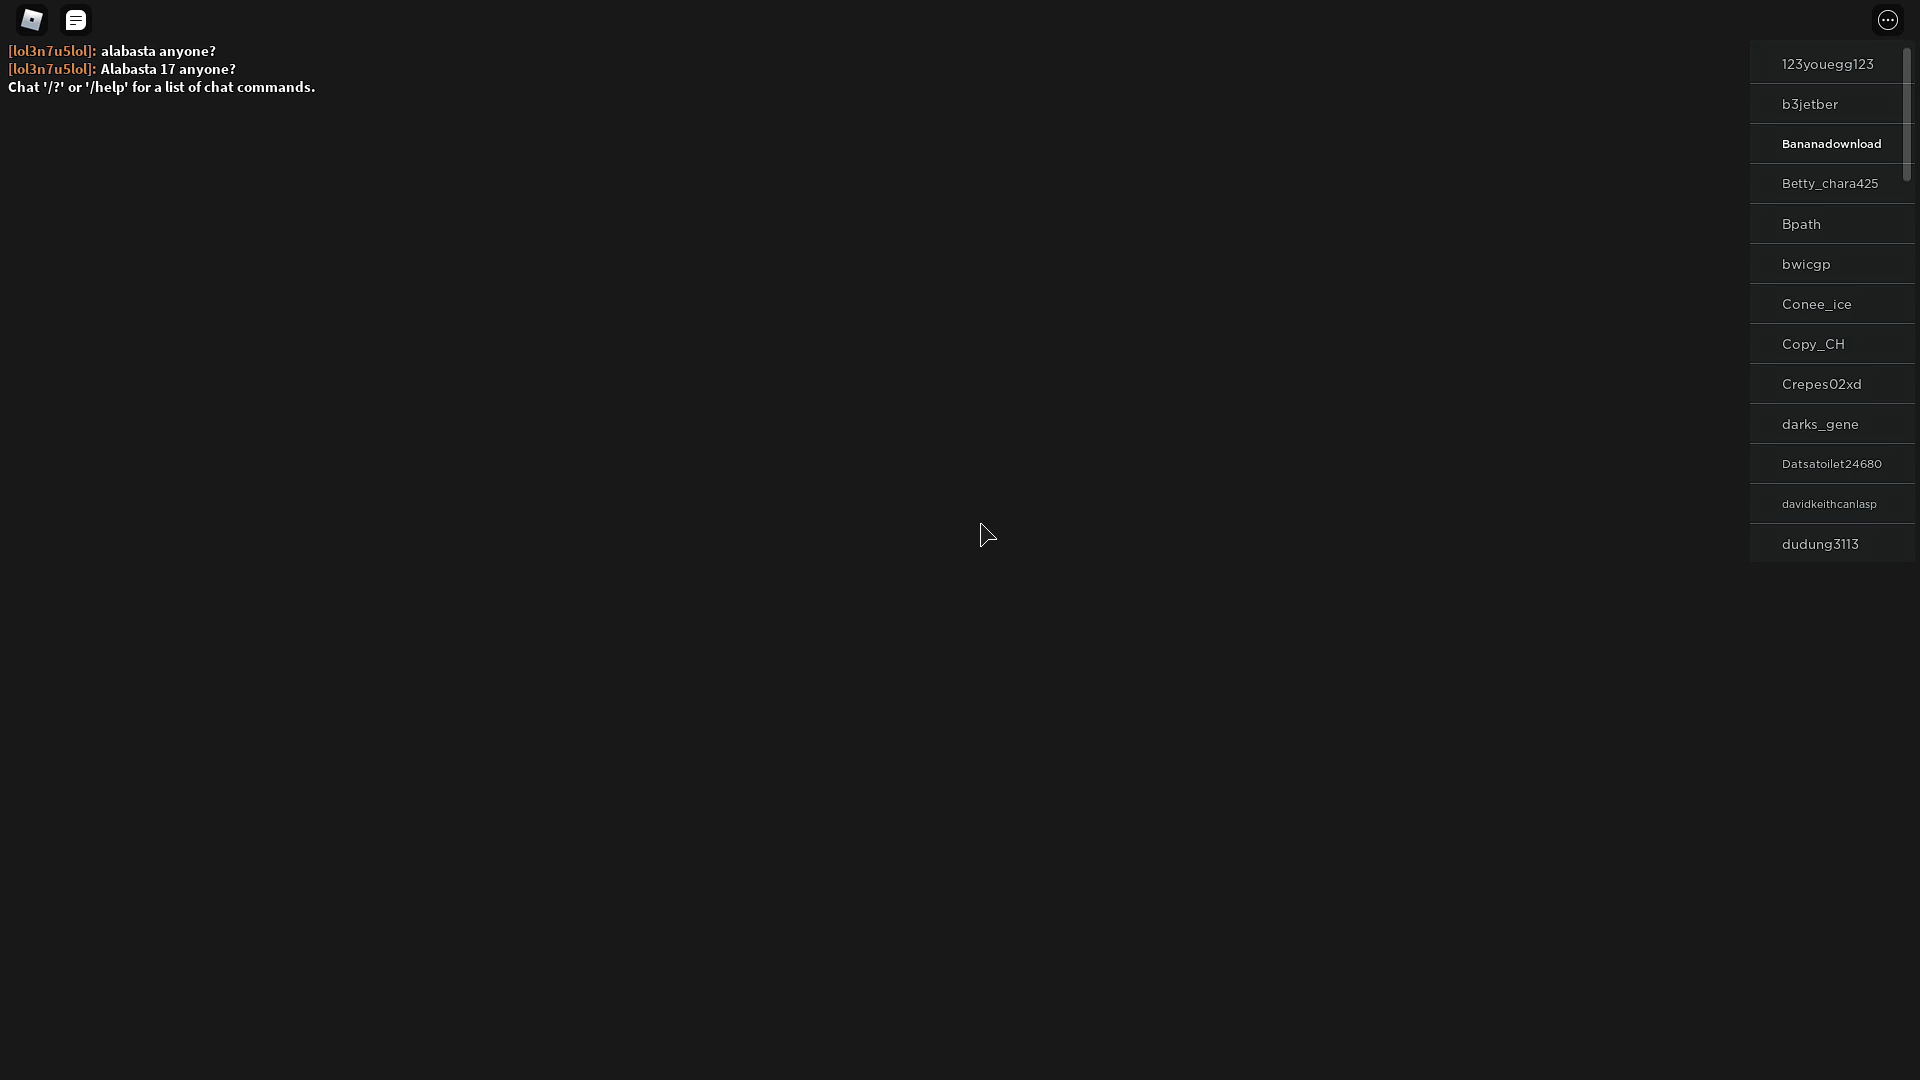 [lol3n7u5lol]: alabasta anyone?
[lol3n7u5lol]: Alabasta 17 anyone?
Chat '/?' or '/help' for a list of chat commands.
123youegg123
b3jetber
Bananadownload
Betty_chara425
Bpath
bwicgp
Conee_ice
Copy_CH
Crepes02xd
darks_gene
Datsatoilet24680
davidkeithcanlasp
dudung3113